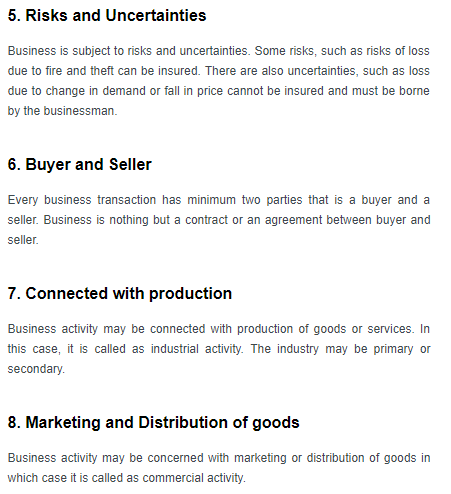 5. Risks and Uncertainties
Business is subject to risks and uncertainties. Some risks, such as risks of loss
due to fire and theft can be insured. There are also uncertainties, such as loss
due to change in demand or fall in price cannot be insured and must be borne
by the businessman.
6. Buyer and Seller
Every business transaction has minimum two parties that is a buyer and a
seller. Business is nothing but a contract or an agreement between buyer and
seller.
7. Connected with production
Business activity may be connected with production of goods or services. In
this case, it is called as industrial activity. The industry may be primary or
secondary.
8. Marketing and Distribution of goods
Business activity may be concerned with marketing or distribution of goods in
which case it is called as commercial activity.